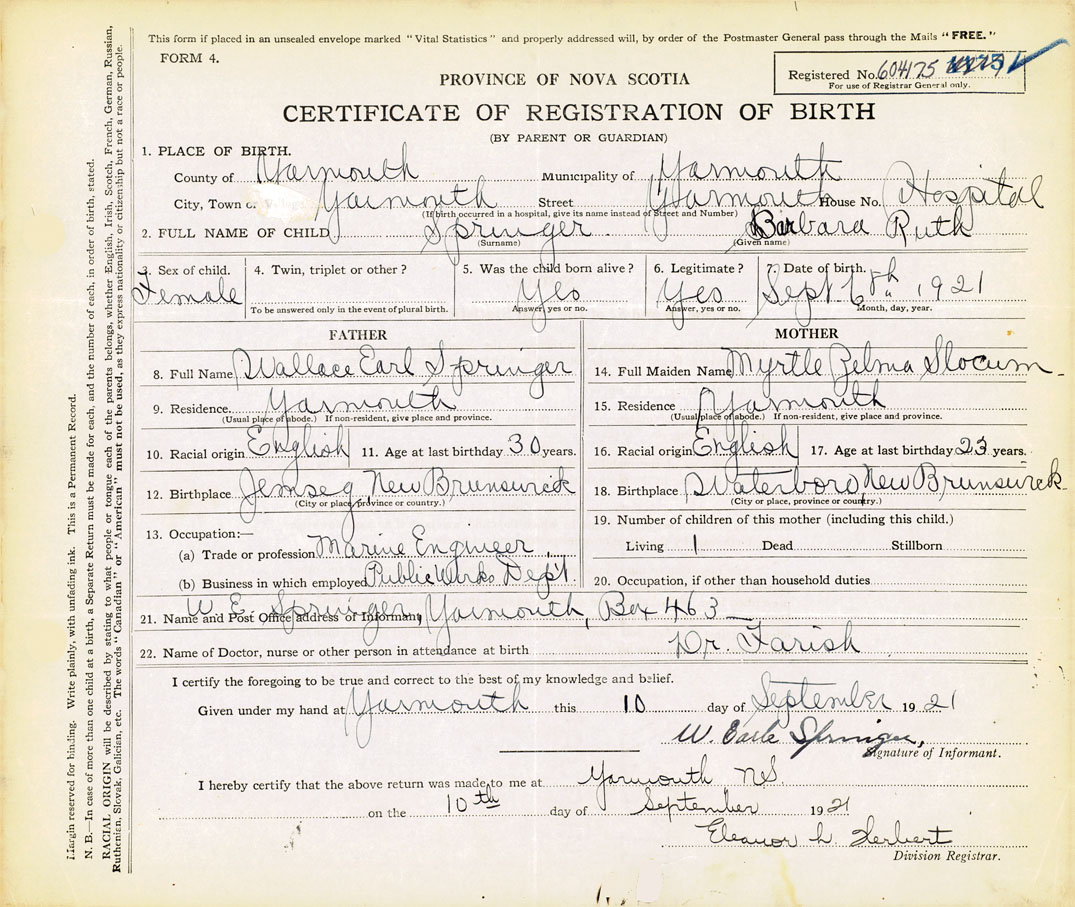 This form if placed in an unsealed envelope marked "Vital Statistics" and properly addressed will, by order of the Postmaster General pass through the Mails "FREE."
FORM 4.
PROVINCE OF NOVA SCOTIA
Registered No. 604175
For use of Registrar General only.
CERTIFICATE OF REGISTRATION OF BIRTH
(BY PARENT OR GUARDIAN)
1. PLACE OF BIRTH.
County of Yarmouth Municipality of Yarmouth
City, Town Yarmouth Street Yarmouth House No. Hospital
(If birth occurred in a hospital, give its name instead of Street and Number)
2. FULL NAME OF CHILD Springer Barbara Ruth
(Surname) (Given name)
3. Sex of child. 4. Twin, triplet or other? 5. Was the child born alive? 6. Legitimate? 7. Date of birth.
Female Yes Yes Sept 6th 1921
To be answered only in the event of plural birth. Answer, yes or no. Answer, yes or no. Month, day, year.
FATHER
8. Full Name Wallace Earl Springer
9. Residence Yarmouth
(Usual place of abode.) If non-resident, give place and province.
10. Racial origin English 11. Age at last birthday 30 years.
12. Birthplace Jemseg New Brunswick
(City or place, province or country.)
13. Occupation:—
(a) Trade or profession Marine Engineer
(b) Business in which employed Public Works Dept.
MOTHER
14. Full Maiden Name Myrtle Zelma Slocum
15. Residence Yarmouth
(Usual place of abode.) If non-resident, give place and province.
16. Racial origin English 17. Age at last birthday 23 years.
18. Birthplace Waterboro, New Brunswick
(City or place, province or country.)
19. Number of children of this mother (including this child.)
Living 1 Dead Stillborn
20. Occupation, if other than household duties
21. Name and Post Office address of Informant W. E. Springer, Yarmouth, Box 463
22. Name of Doctor, nurse or other person in attendance at birth Dr. Farish
I certify the foregoing to be true and correct to the best of my knowledge and belief.
Given under my hand at Yarmouth this 10 day of September 1921
W. Earle Springer,
Signature of Informant.
I hereby certify that the above return was made to me at Yarmouth N.S.
on the 10th day of September 1921
Eleanor L. Herbert
Division Registrar.
Margin reserved for binding. Write plainly, with unfading ink. This is a Permanent Record.
N. B.—In case of more than one child at a birth, a Separate Return must be made for each, and the number of each, in order of birth, stated.
RACIAL ORIGIN will be described by stating to what people or tongue each of the parents belongs, whether English, Irish, Scotch, French, German, Russian,
Ruthenian, Slovak, Galician, etc. The words "Canadian" or "American" must not be used, as they express nationality or citizenship but not a race or people.